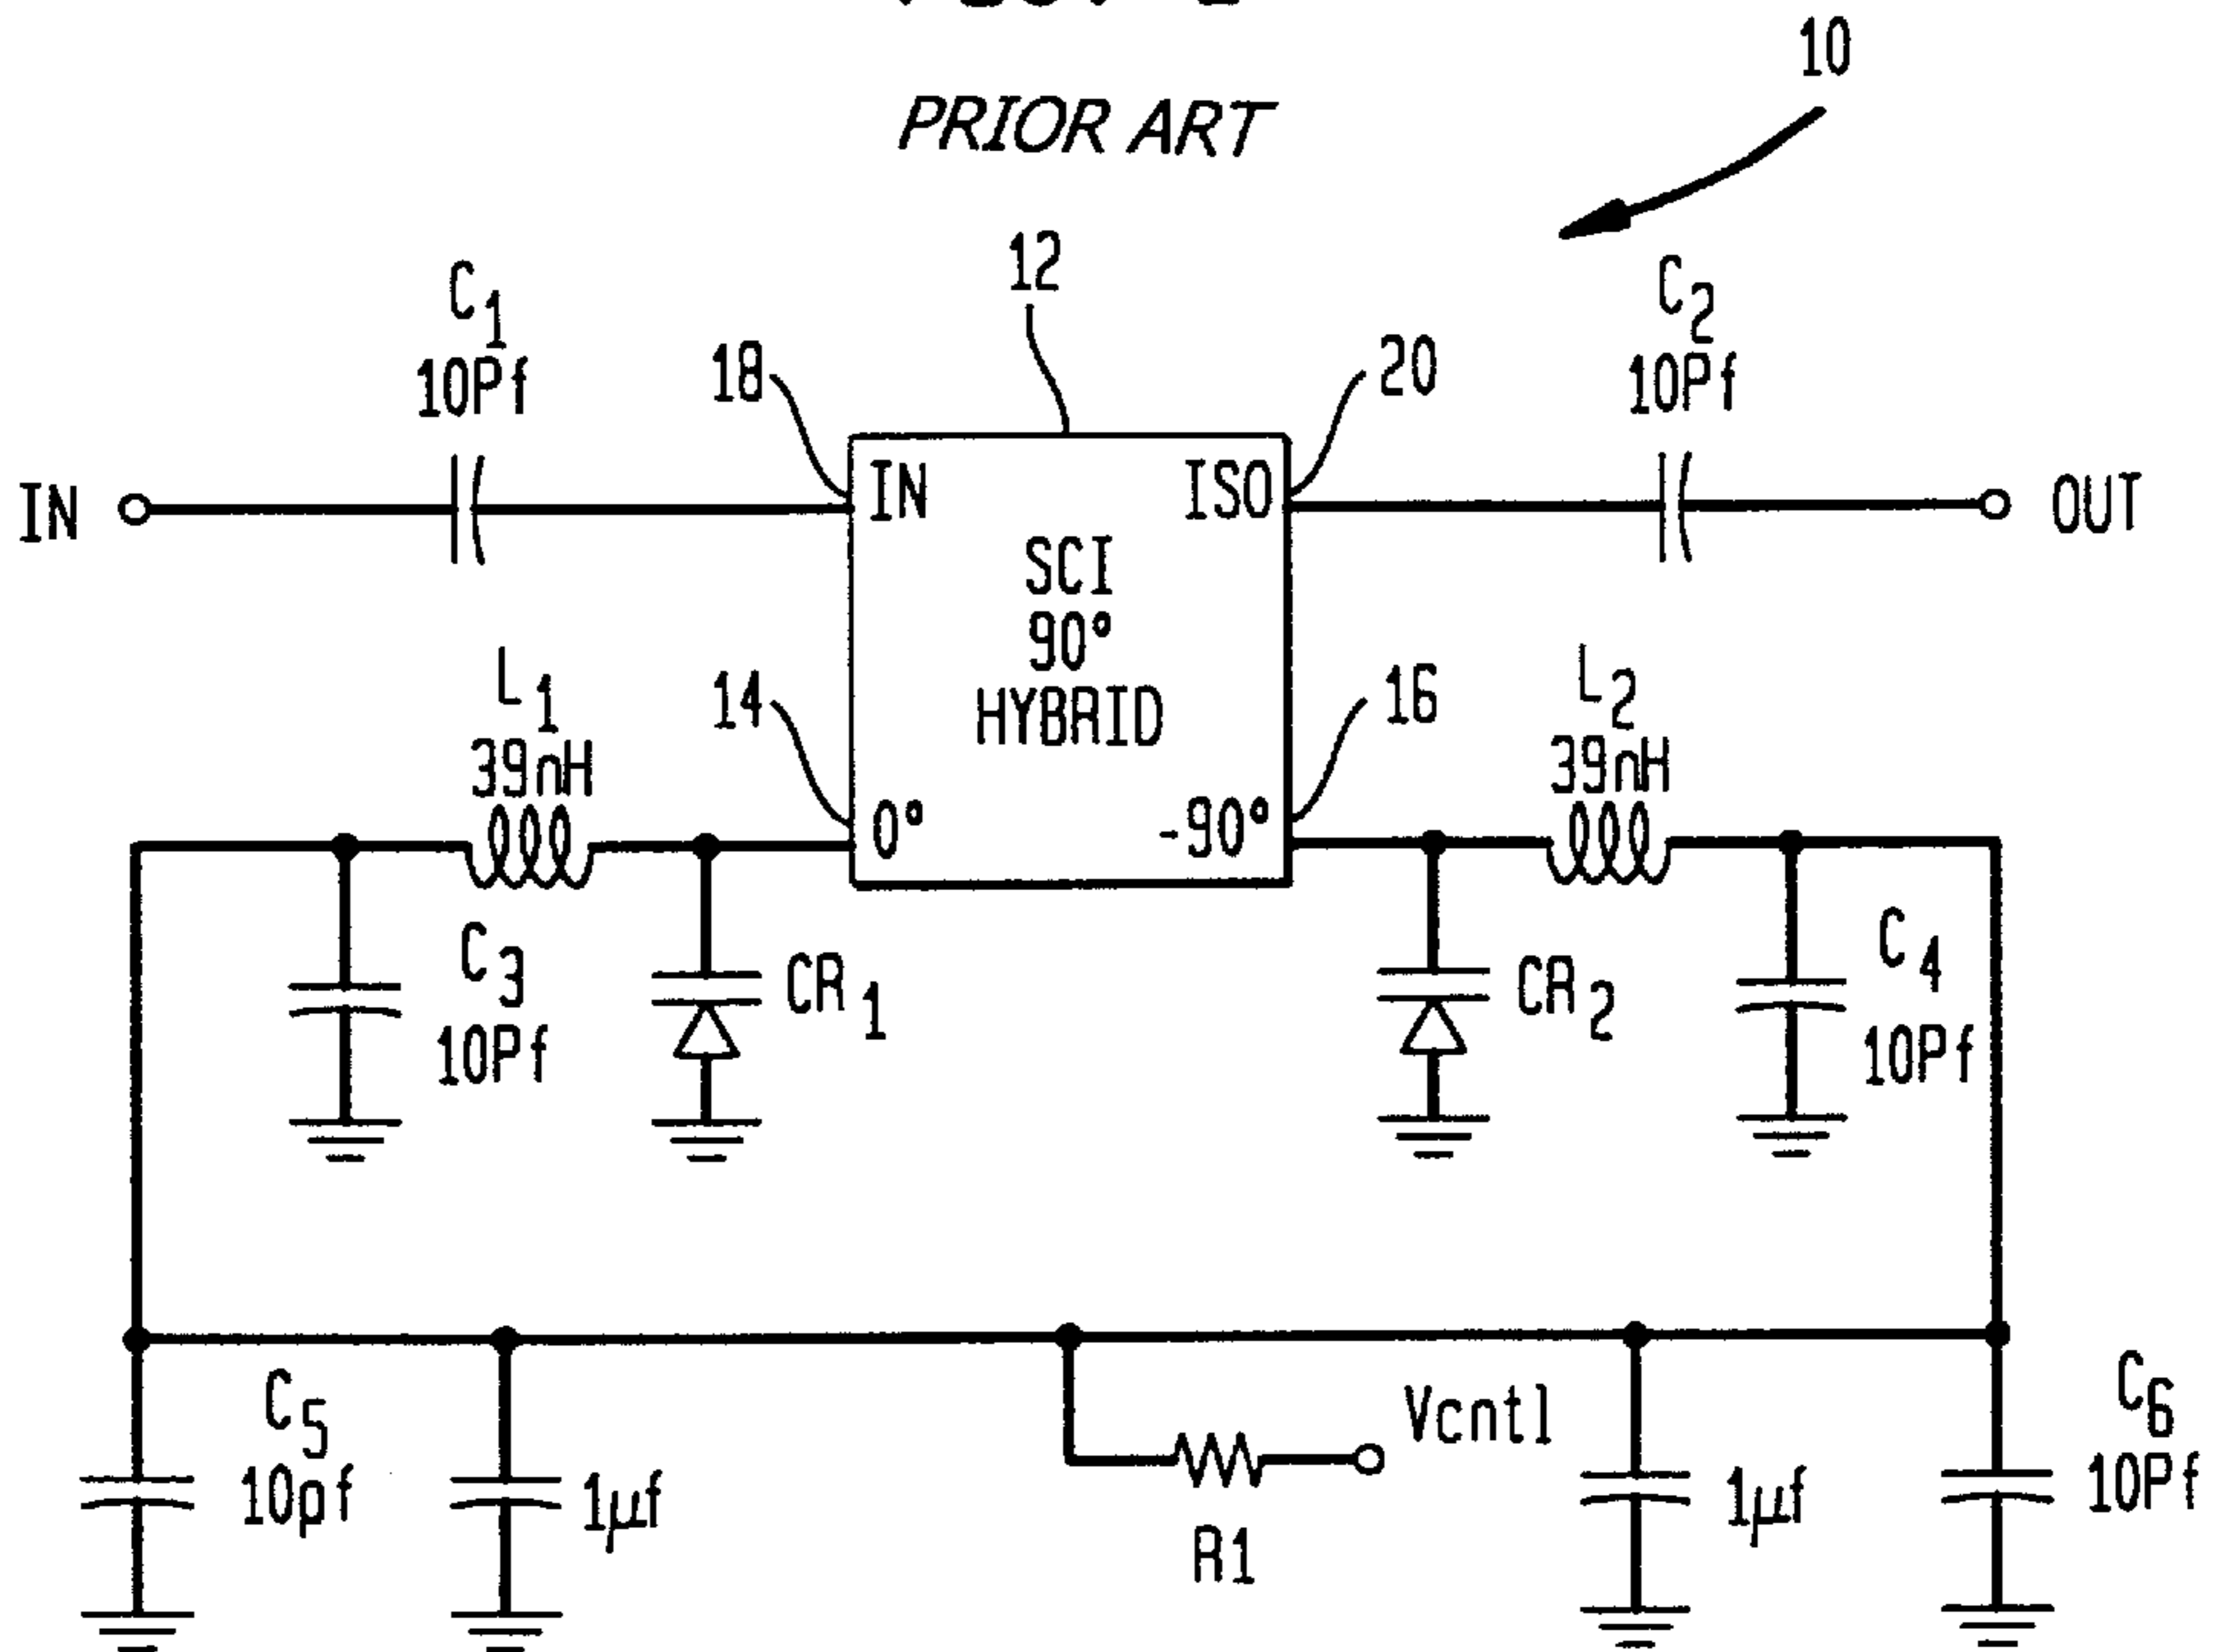 PRIOR ART
10
12
C1
10Pf
C2
10Pf
18
20
IN
IN
ISO
OUT
SCI
90°
HYBRID
L1
39nH
14
16
L2
39nH
0°
-90°
C3
10Pf
CR1
CR2
C4
10Pf
C5
10pf
1µf
Vcntl
R1
1µf
C6
10Pf